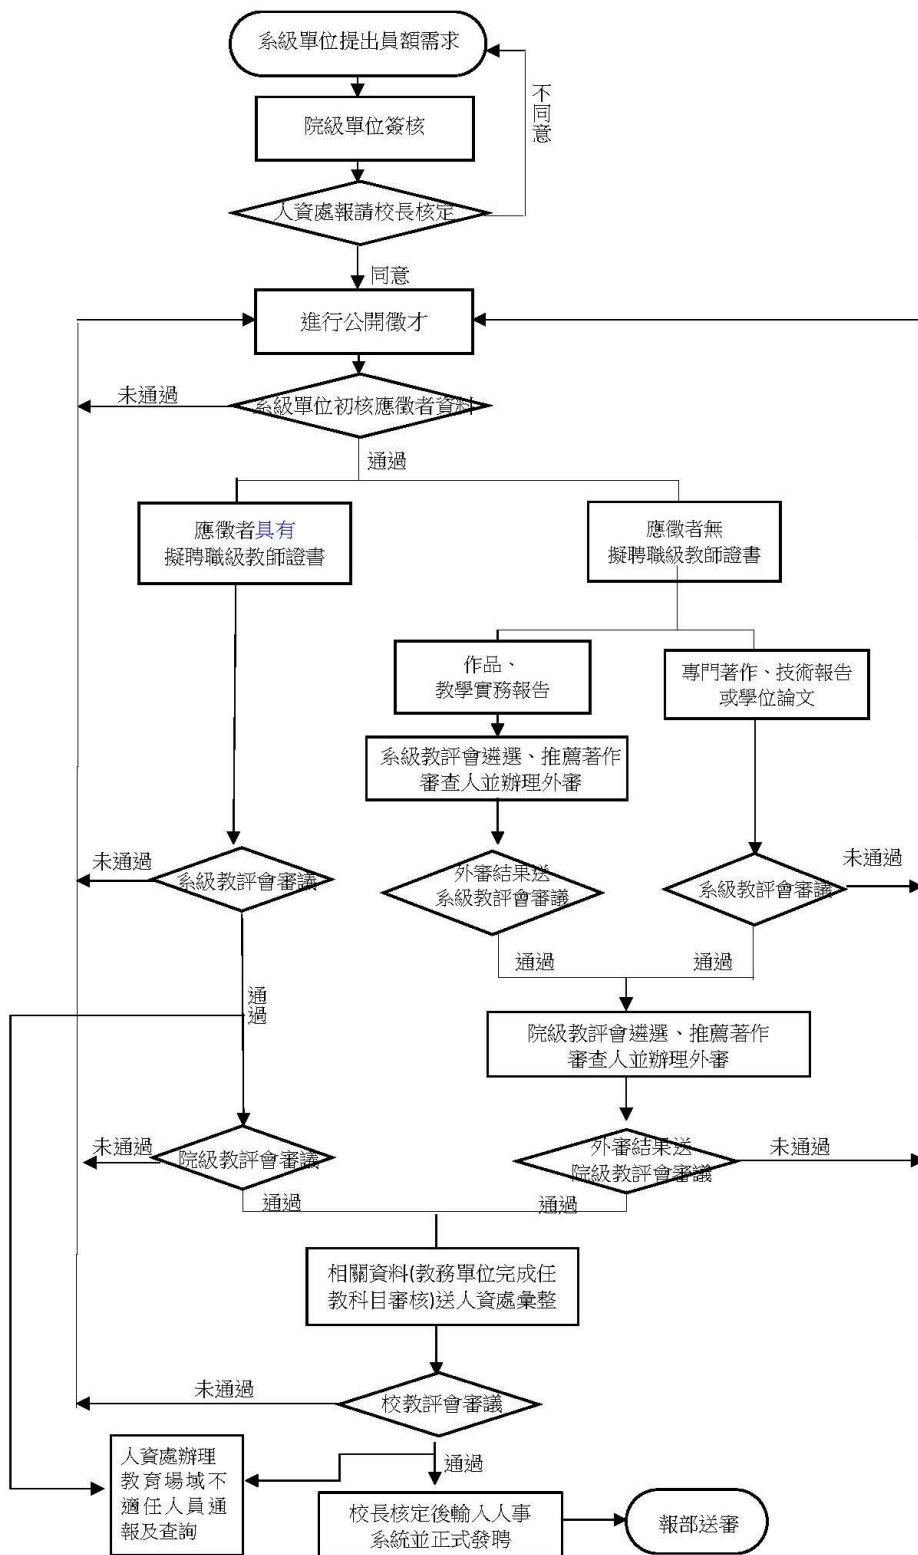 系級單位提出員額需求
不同意
院級單位簽核
人資處報請校長核定
同意
進行公開徵才
未通過
系級單位初核應徵者資料
通過
應徵者具有
擬聘職級教師證書
應徵者無
擬聘職級教師證書
作品、
教學實務報告
專門著作、技術報告
或學位論文
系級教評會遴選、推薦著作
審查人並辦理外審
未通過
系級教評會審議
外審結果送
系級教評會審議
系級教評會審議
未通過
通過
通過
通過
院級教評會遴選、推薦著作
審查人並辦理外審
未通過
院級教評會審議
外審結果送
院級教評會審議
未通過
通過
通過
相關資料(教務單位完成任
教科目審核)送人資處彙整
未通過
校教評會審議
通過
人資處辦理
教育場域不
適任人員通
報及查詢
校長核定後輸入人事
系統並正式發聘
報部送審